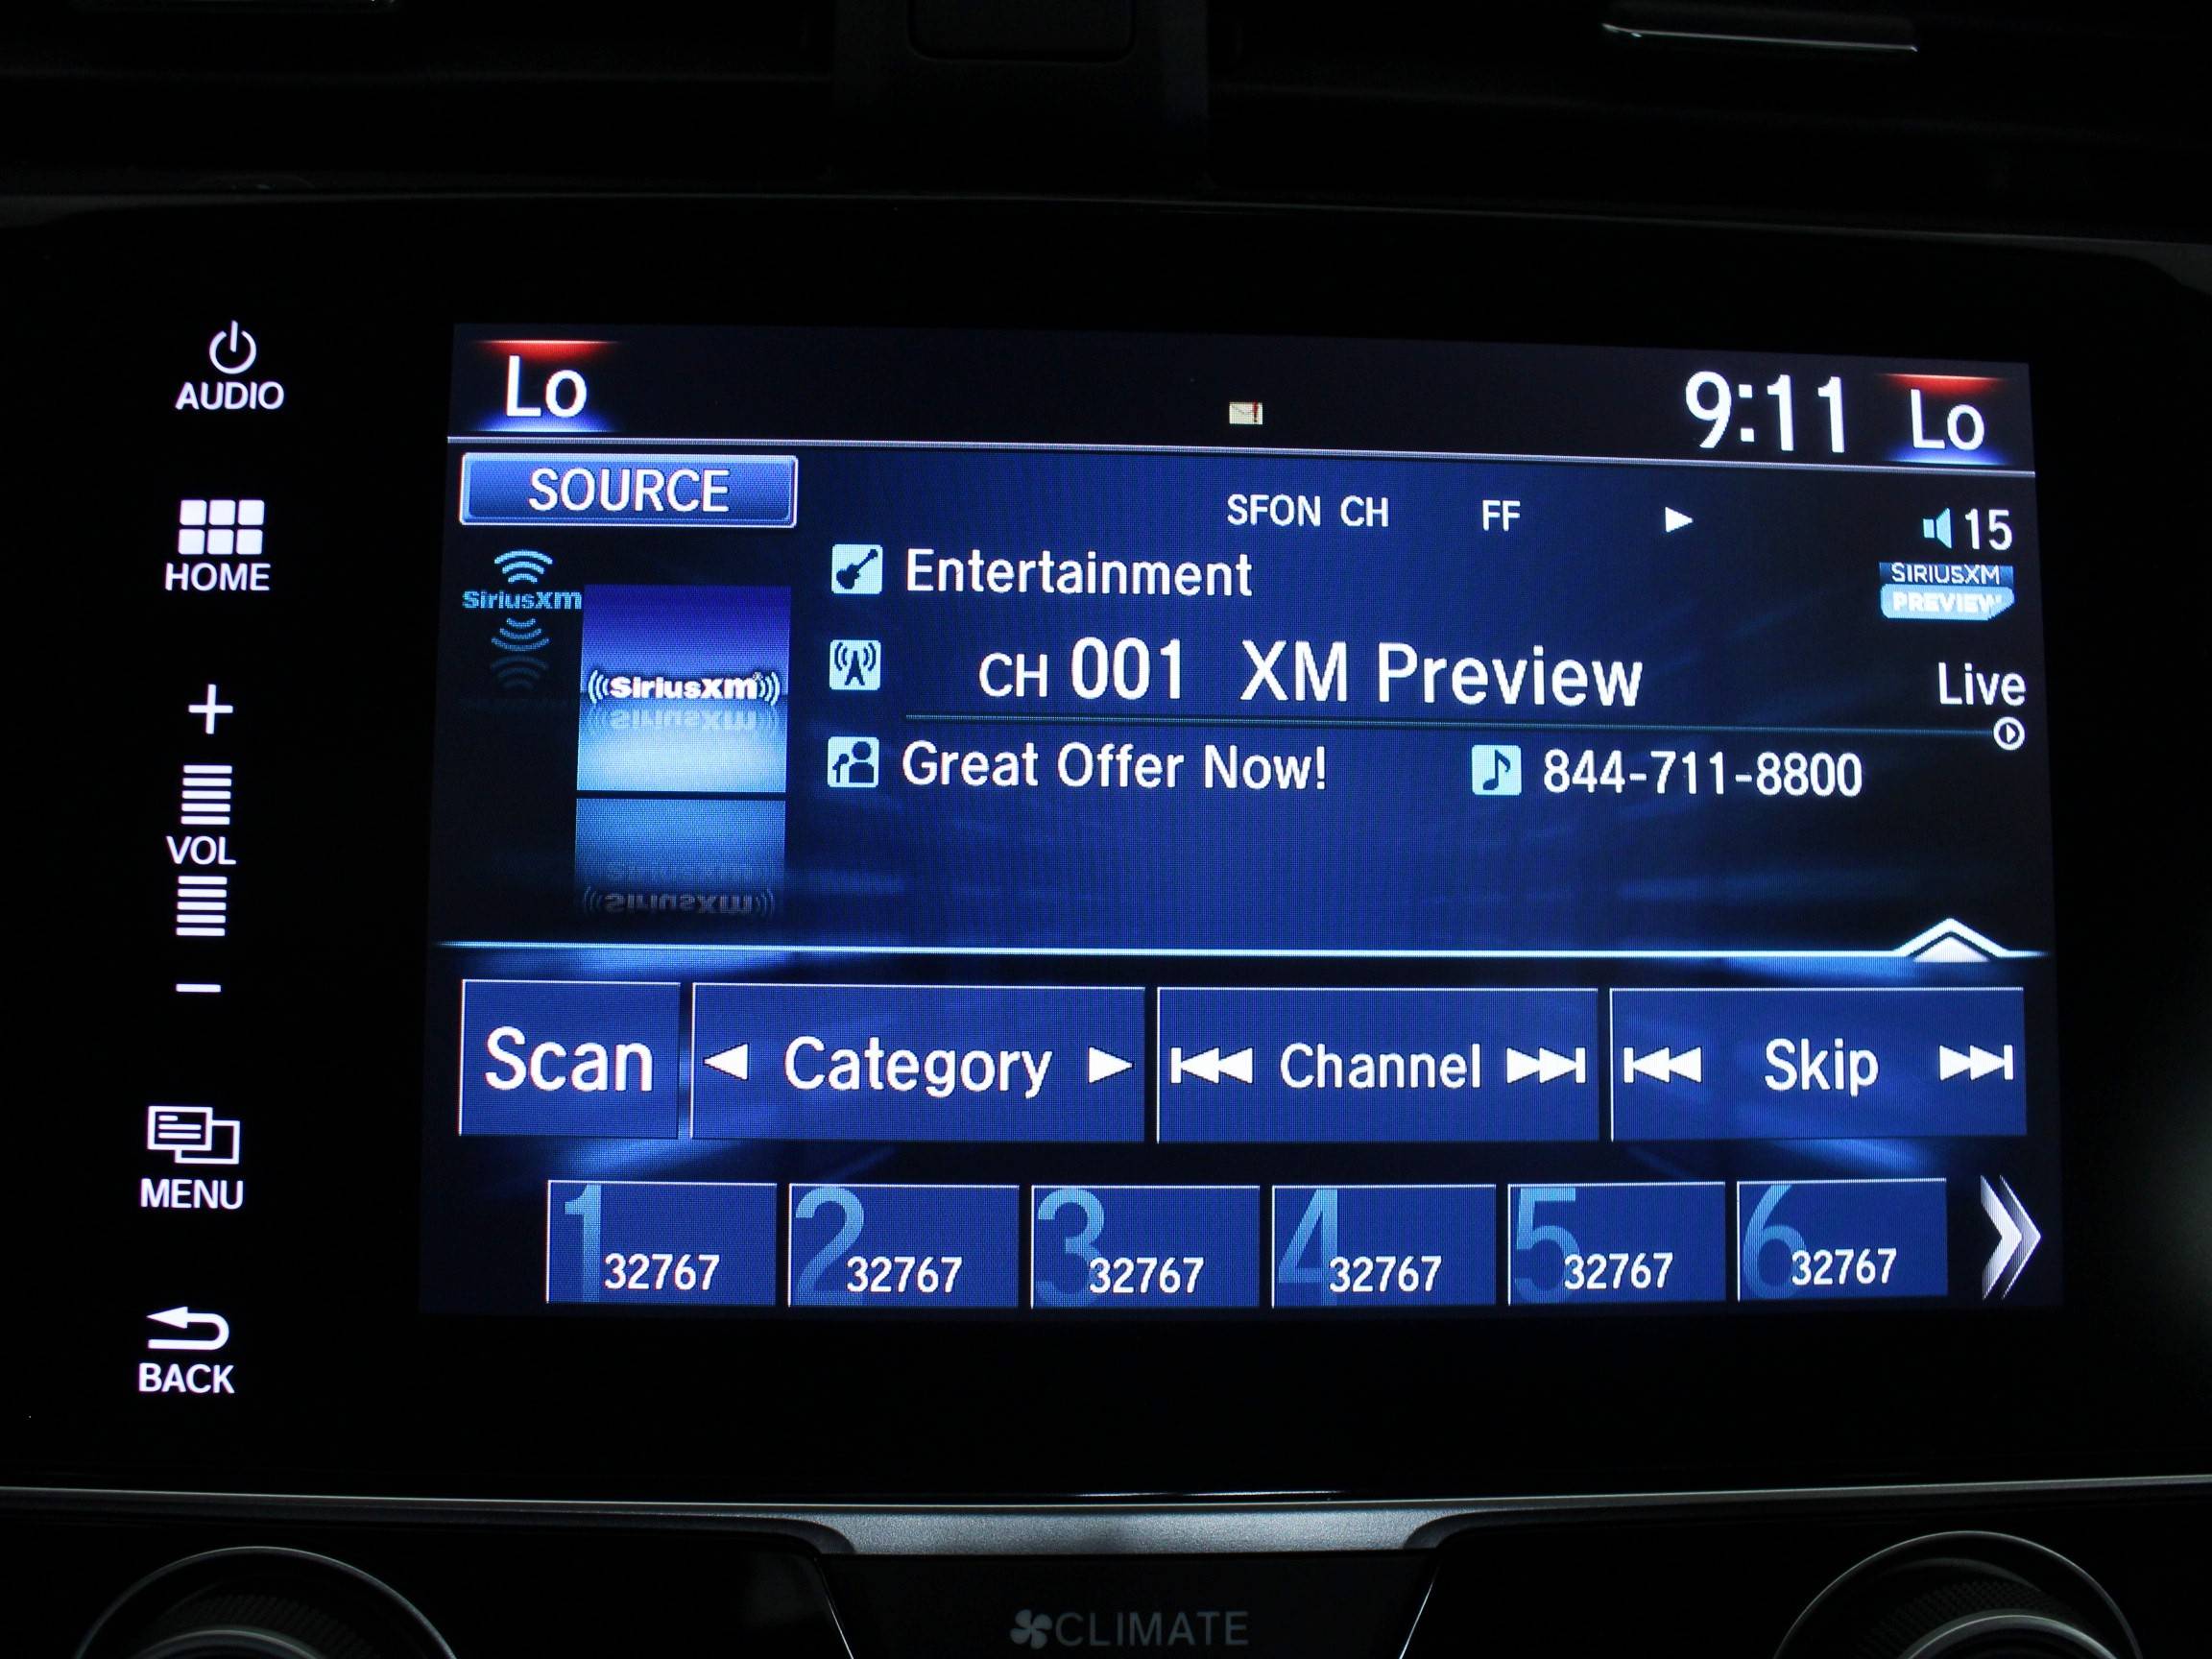 AUDIO
HOME
+
VOL
−
MENU
BACK
Lo
9:11 Lo
SOURCE
SFON CH FF
15
SiriusXM
SIRIUSXM
PREVIEW
((SiriusXM))
Entertainment
CH 001 XM Preview
Live
Great Offer Now! 844-711-8800
Scan Category Channel Skip
1 32767 2 32767 3 32767 4 32767 5 32767 6 32767
CLIMATE